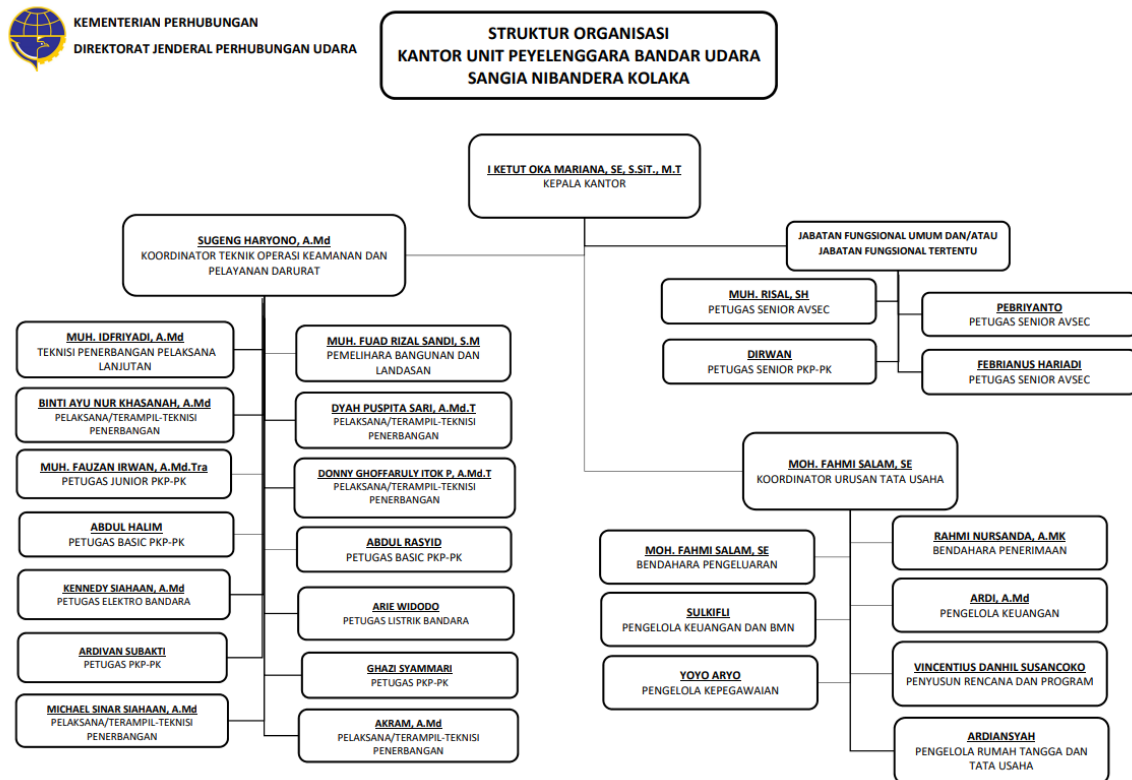 KEMENTERIAN PERHUBUNGAN
DIREKTORAT JENDERAL PERHUBUNGAN UDARA
STRUKTUR ORGANISASI
KANTOR UNIT PEYELENGGARA BANDAR UDARA
SANGIA NIBANDERA KOLAKA
I KETUT OKA MARIANA, SE, S.SiT., M.T
KEPALA KANTOR
SUGENG HARYONO, A.Md
KOORDINATOR TEKNIK OPERASI KEAMANAN DAN
PELAYANAN DARURAT
JABATAN FUNGSIONAL UMUM DAN/ATAU
JABATAN FUNGSIONAL TERTENTU
MUH. RISAL, SH
PETUGAS SENIOR AVSEC
PEBRIYANTO
PETUGAS SENIOR AVSEC
DIRWAN
PETUGAS SENIOR PKP-PK
FEBRIANUS HARIADI
PETUGAS SENIOR AVSEC
MUH. IDFRIYADI, A.Md
TEKNISI PENERBANGAN PELAKSANA
LANJUTAN
MUH. FUAD RIZAL SANDI, S.M
PEMELIHARA BANGUNAN DAN
LANDASAN
BINTI AYU NUR KHASANAH, A.Md
PELAKSANA/TERAMPIL-TEKNISI
PENERBANGAN
DYAH PUSPITA SARI, A.Md.T
PELAKSANA/TERAMPIL-TEKNISI
PENERBANGAN
MUH. FAUZAN IRWAN, A.Md.Tra
PETUGAS JUNIOR PKP-PK
DONNY GHOFFARULY ITOK P, A.Md.T
PELAKSANA/TERAMPIL-TEKNISI
PENERBANGAN
ABDUL HALIM
PETUGAS BASIC PKP-PK
ABDUL RASYID
PETUGAS BASIC PKP-PK
KENNEDY SIAHAAN, A.Md
PETUGAS ELEKTRO BANDARA
ARIE WIDODO
PETUGAS LISTRIK BANDARA
ARDIVAN SUBAKTI
PETUGAS PKP-PK
GHAZI SYAMMARI
PETUGAS PKP-PK
MICHAEL SINAR SIAHAAN, A.Md
PELAKSANA/TERAMPIL-TEKNISI
PENERBANGAN
AKRAM, A.Md
PELAKSANA/TERAMPIL-TEKNISI
PENERBANGAN
MOH. FAHMI SALAM, SE
KOORDINATOR URUSAN TATA USAHA
MOH. FAHMI SALAM, SE
BENDAHARA PENGELUARAN
RAHMI NURSANDA, A.MK
BENDAHARA PENERIMAAN
SULKIFLI
PENGELOLA KEUANGAN DAN BMN
ARDI, A.Md
PENGELOLA KEUANGAN
YOYO ARYO
PENGELOLA KEPEGAWAIAN
VINCENTIUS DANHIL SUSANCOKO
PENYUSUN RENCANA DAN PROGRAM
ARDIANSYAH
PENGELOLA RUMAH TANGGA DAN
TATA USAHA